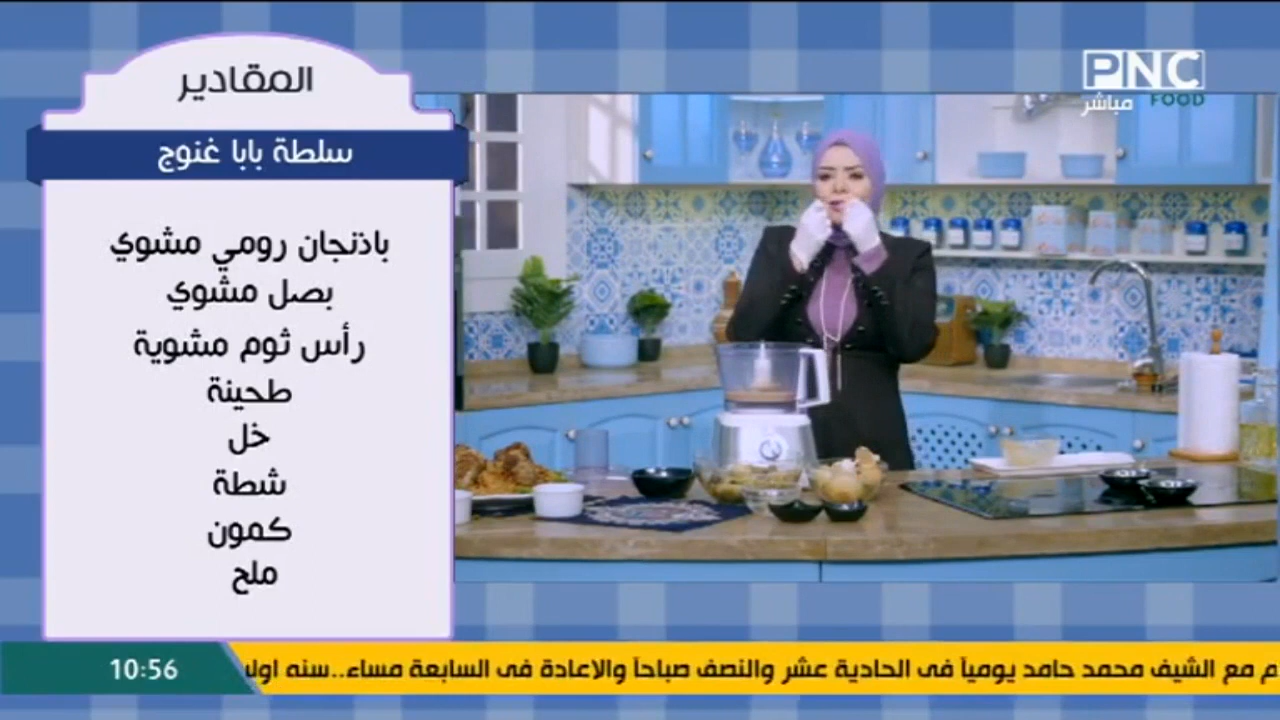 المقادير
سلطة بابا غنوج
باذنجان رومي مشوي
بصل مشوي
رأس ثوم مشوية
طحينة
خل
شطة
كمون
ملح
PNC
FOOD
مباشر
م مع الشيف محمد حامد يومياً فى الحادية عشر والنصف صباحاً والاعادة فى السابعة مساء..سنه اولى
10:56